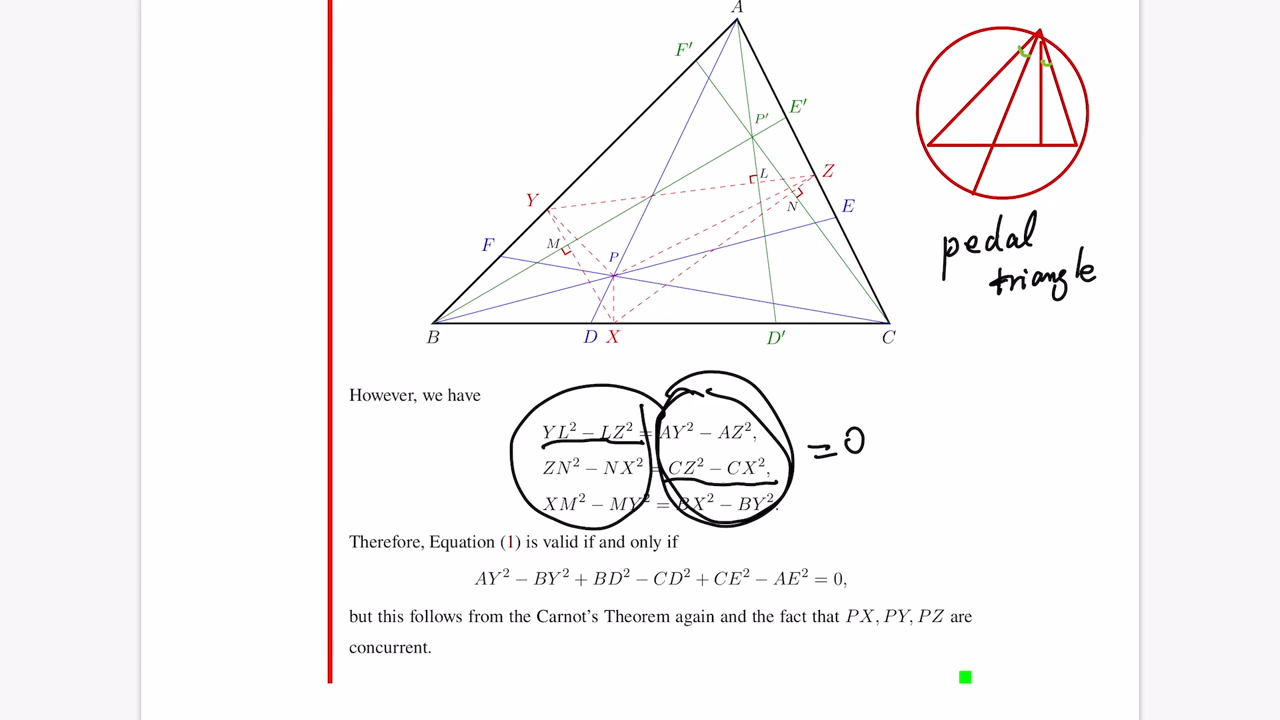 A
F′
E′
P′
L
Z
Y
N
E
M
F
P
B
D
X
D′
C
pedal
triangle
However, we have
YL² − LZ² = AY² − AZ²,
ZN² − NX² = CZ² − CX²,
XM² − MY² = BX² − BY².
= 0
Therefore, Equation (1) is valid if and only if
AY² − BY² + BD² − CD² + CE² − AE² = 0,
but this follows from the Carnot's Theorem again and the fact that PX, PY, PZ are
concurrent.